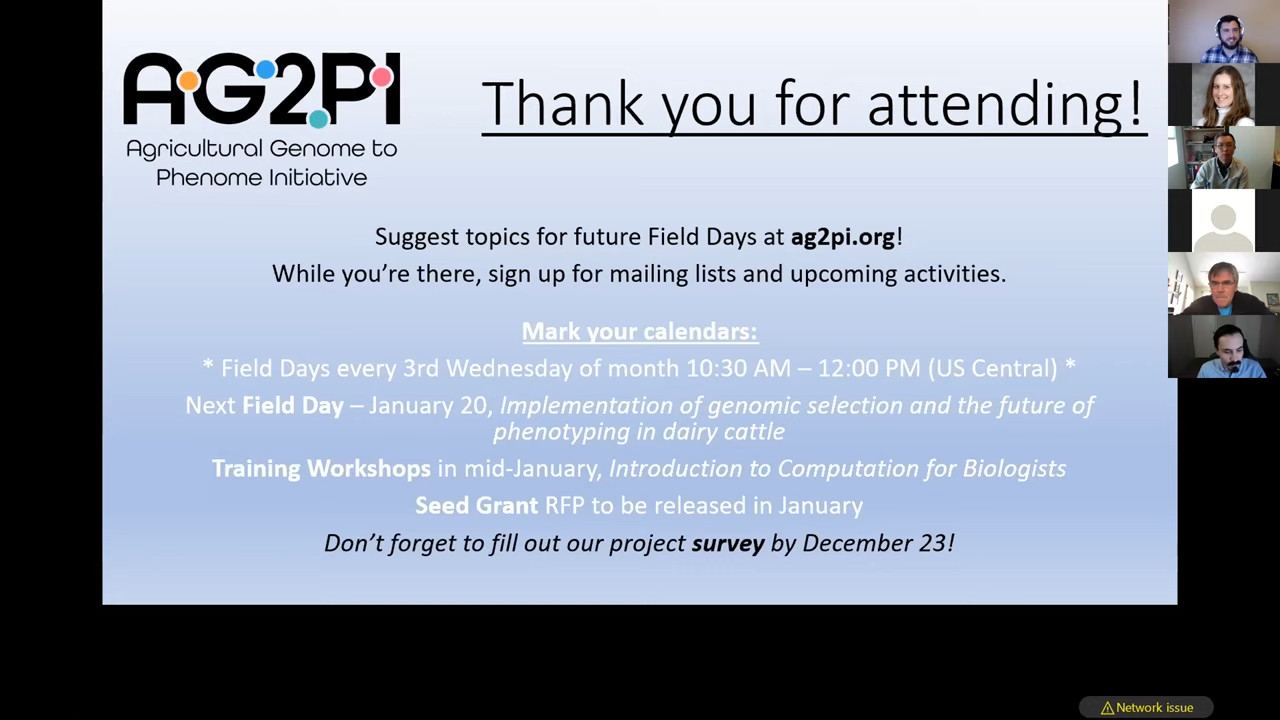 AG2PI
Agricultural Genome to
Phenome Initiative
Thank you for attending!
Suggest topics for future Field Days at ag2pi.org!
While you’re there, sign up for mailing lists and upcoming activities.
Mark your calendars:
* Field Days every 3rd Wednesday of month 10:30 AM – 12:00 PM (US Central) *
Next Field Day – January 20, Implementation of genomic selection and the future of
phenotyping in dairy cattle
Training Workshops in mid-January, Introduction to Computation for Biologists
Seed Grant RFP to be released in January
Don’t forget to fill out our project survey by December 23!
Network issue